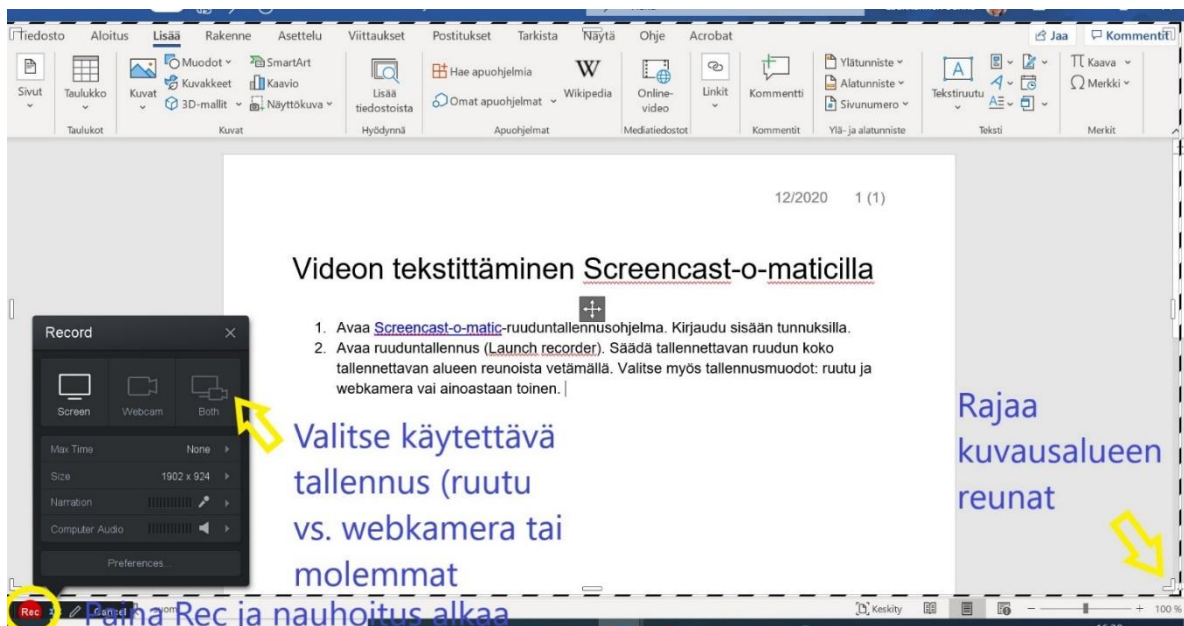 Tiedosto Aloitus Lisää Rakenne Asettelu Viittaukset Postitukset Tarkista Näytä Ohje Acrobat Jaa Kommentit
Sivut
Taulukko
Taulukot
Kuvat
Muodot
Kuvakkeet
3D-mallit
SmartArt
Kaavio
Näyttökuva
Kuvat
Lisää
tiedostoista
Hyödynnä
Hae apuohjelmia
Omat apuohjelmat
W
Wikipedia
Apuohjelmat
Online-
video
Mediatiedostot
Linkit
Kommentti
Kommentit
Ylätunniste
Alatunniste
Sivunumero
Ylä- ja alatunniste
A
Tekstiruutu
Teksti
Kaava
Merkki
Merkit
12/2020 1 (1)
Videon tekstittäminen Screencast-o-maticilla
1. Avaa Screencast-o-matic-ruuduntallennusohjelma. Kirjaudu sisään tunnuksilla.
2. Avaa ruuduntallennus (Launch recorder). Säädä tallennettavan ruudun koko
tallennettavan alueen reunoista vetämällä. Valitse myös tallennusmuodot: ruutu ja
webkamera vai ainoastaan toinen.
Record
Screen Webcam Both
Max Time None
Size 1902 x 924
Narration
Computer Audio
Preferences...
Valitse käytettävä
tallennus (ruutu
vs. webkamera tai
molemmat
Rajaa
kuvausalueen
reunat
Rec
Cancel
Paina Rec ja nauhoitus alkaa
Keskity
100 %